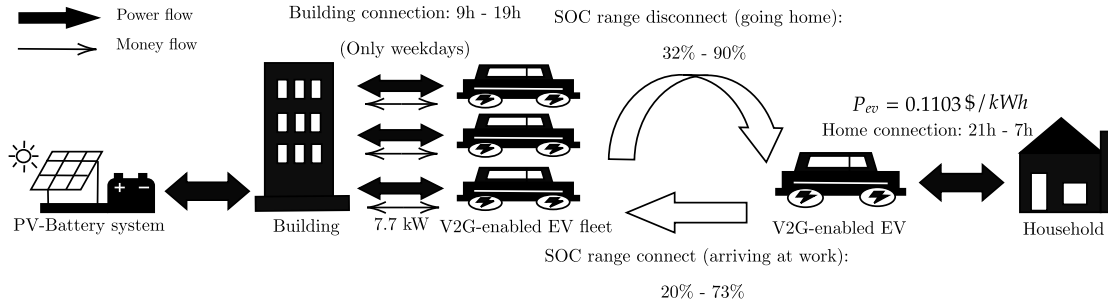 Power flow
Money flow
Building connection: 9h - 19h
(Only weekdays)
SOC range disconnect (going home):
32% - 90%
P_ev = 0.1103 $/kWh
Home connection: 21h - 7h
PV-Battery system
Building
7.7 kW
V2G-enabled EV fleet
V2G-enabled EV
Household
SOC range connect (arriving at work):
20% - 73%